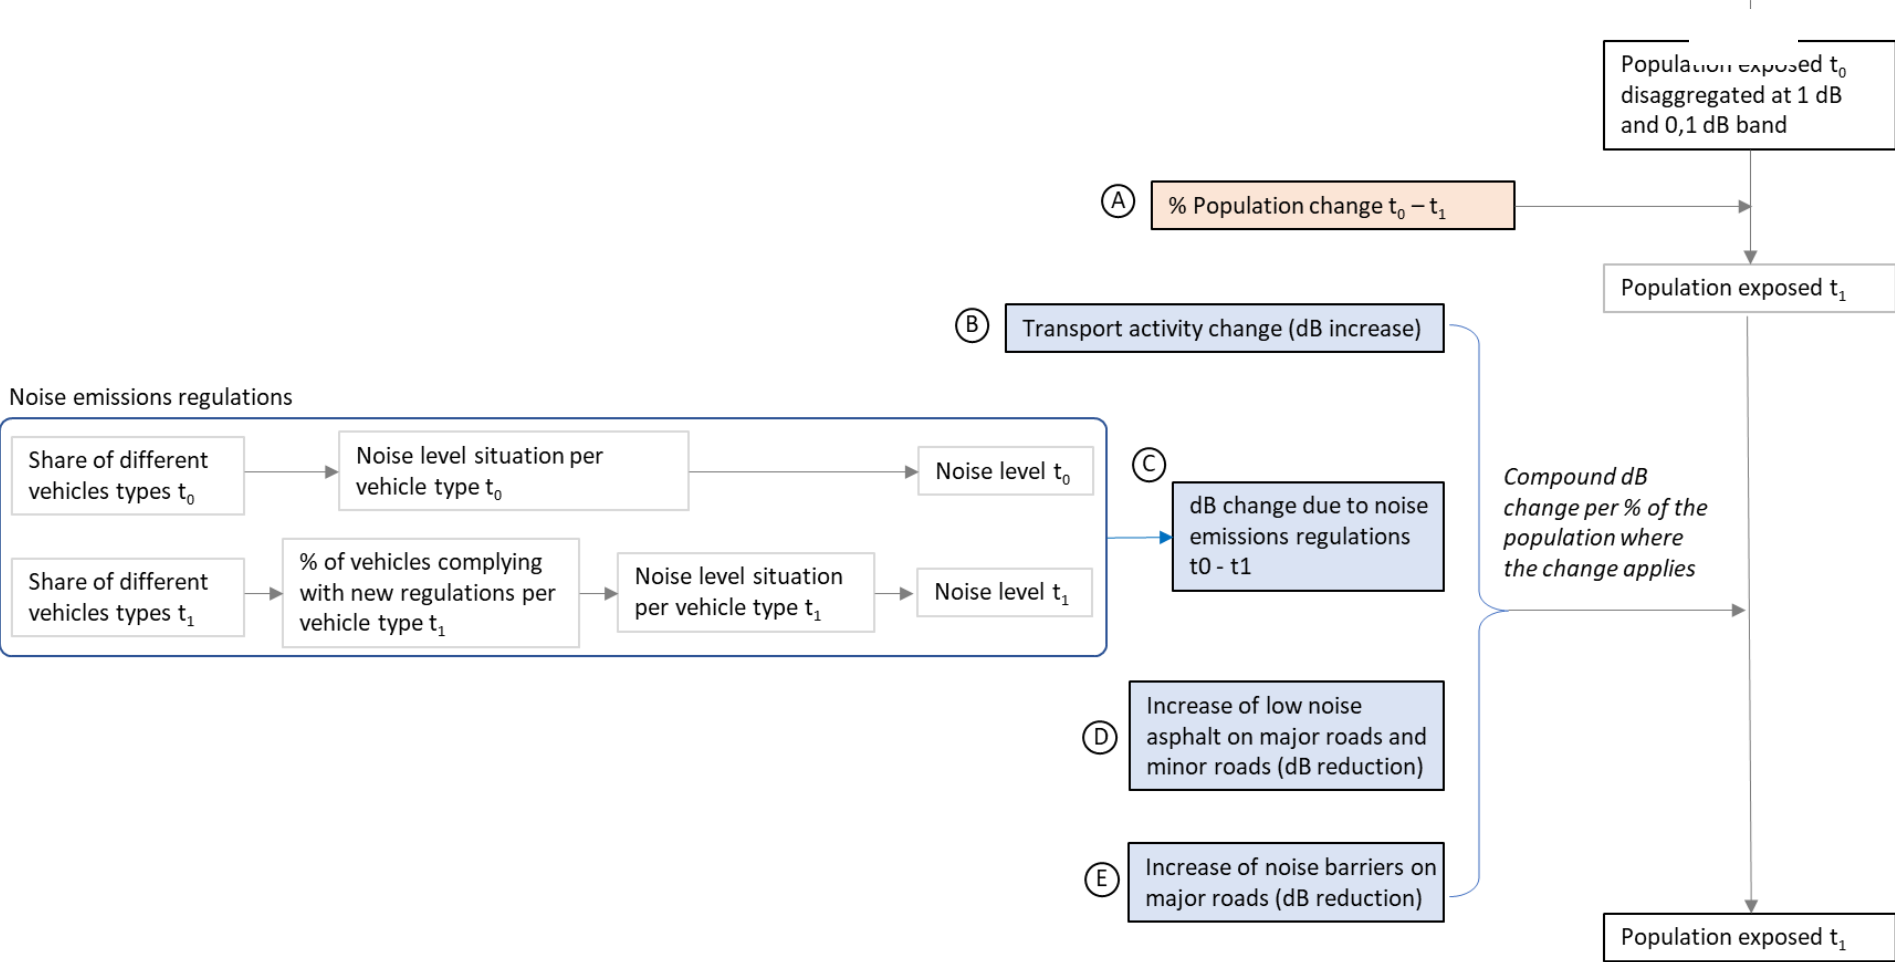 Population exposed t0
disaggregated at 1 dB
and 0,1 dB band
A
% Population change t0 – t1
Population exposed t1
B
Transport activity change (dB increase)
Noise emissions regulations
Share of different
vehicles types t0
Noise level situation per
vehicle type t0
Noise level t0
Share of different
vehicles types t1
% of vehicles complying
with new regulations per
vehicle type t1
Noise level situation
per vehicle type t1
Noise level t1
C
dB change due to noise
emissions regulations
t0 - t1
Compound dB
change per % of the
population where
the change applies
D
Increase of low noise
asphalt on major roads and
minor roads (dB reduction)
E
Increase of noise barriers on
major roads (dB reduction)
Population exposed t1